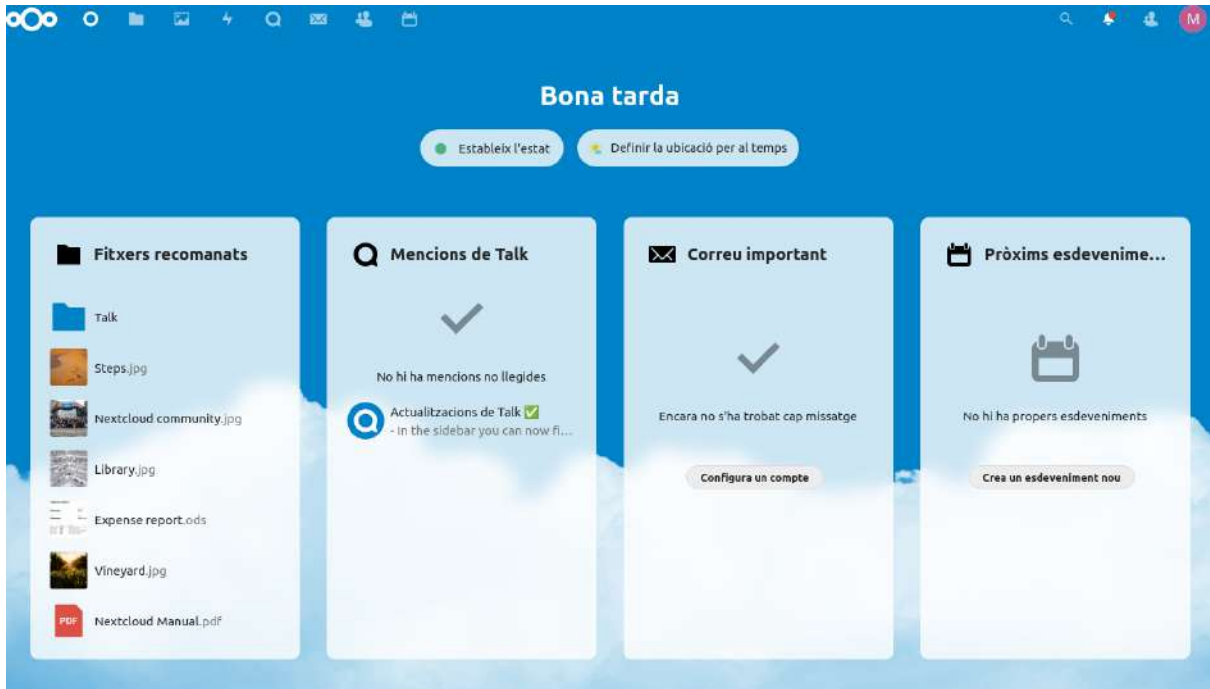 M
Bona tarda
Estableix l'estat
Definir la ubicació per al temps
Fitxers recomanats
Talk
Steps.jpg
Nextcloud community.jpg
Library.jpg
Expense report.ods
Vineyard.jpg
PDF
Nextcloud Manual.pdf
Mencions de Talk
No hi ha mencions no llegides
Actualitzacions de Talk ✅
- In the sidebar you can now fi...
Correu important
Encara no s'ha trobat cap missatge
Configura un compte
Pròxims esdevenime...
No hi ha propers esdeveniments
Crea un esdeveniment nou